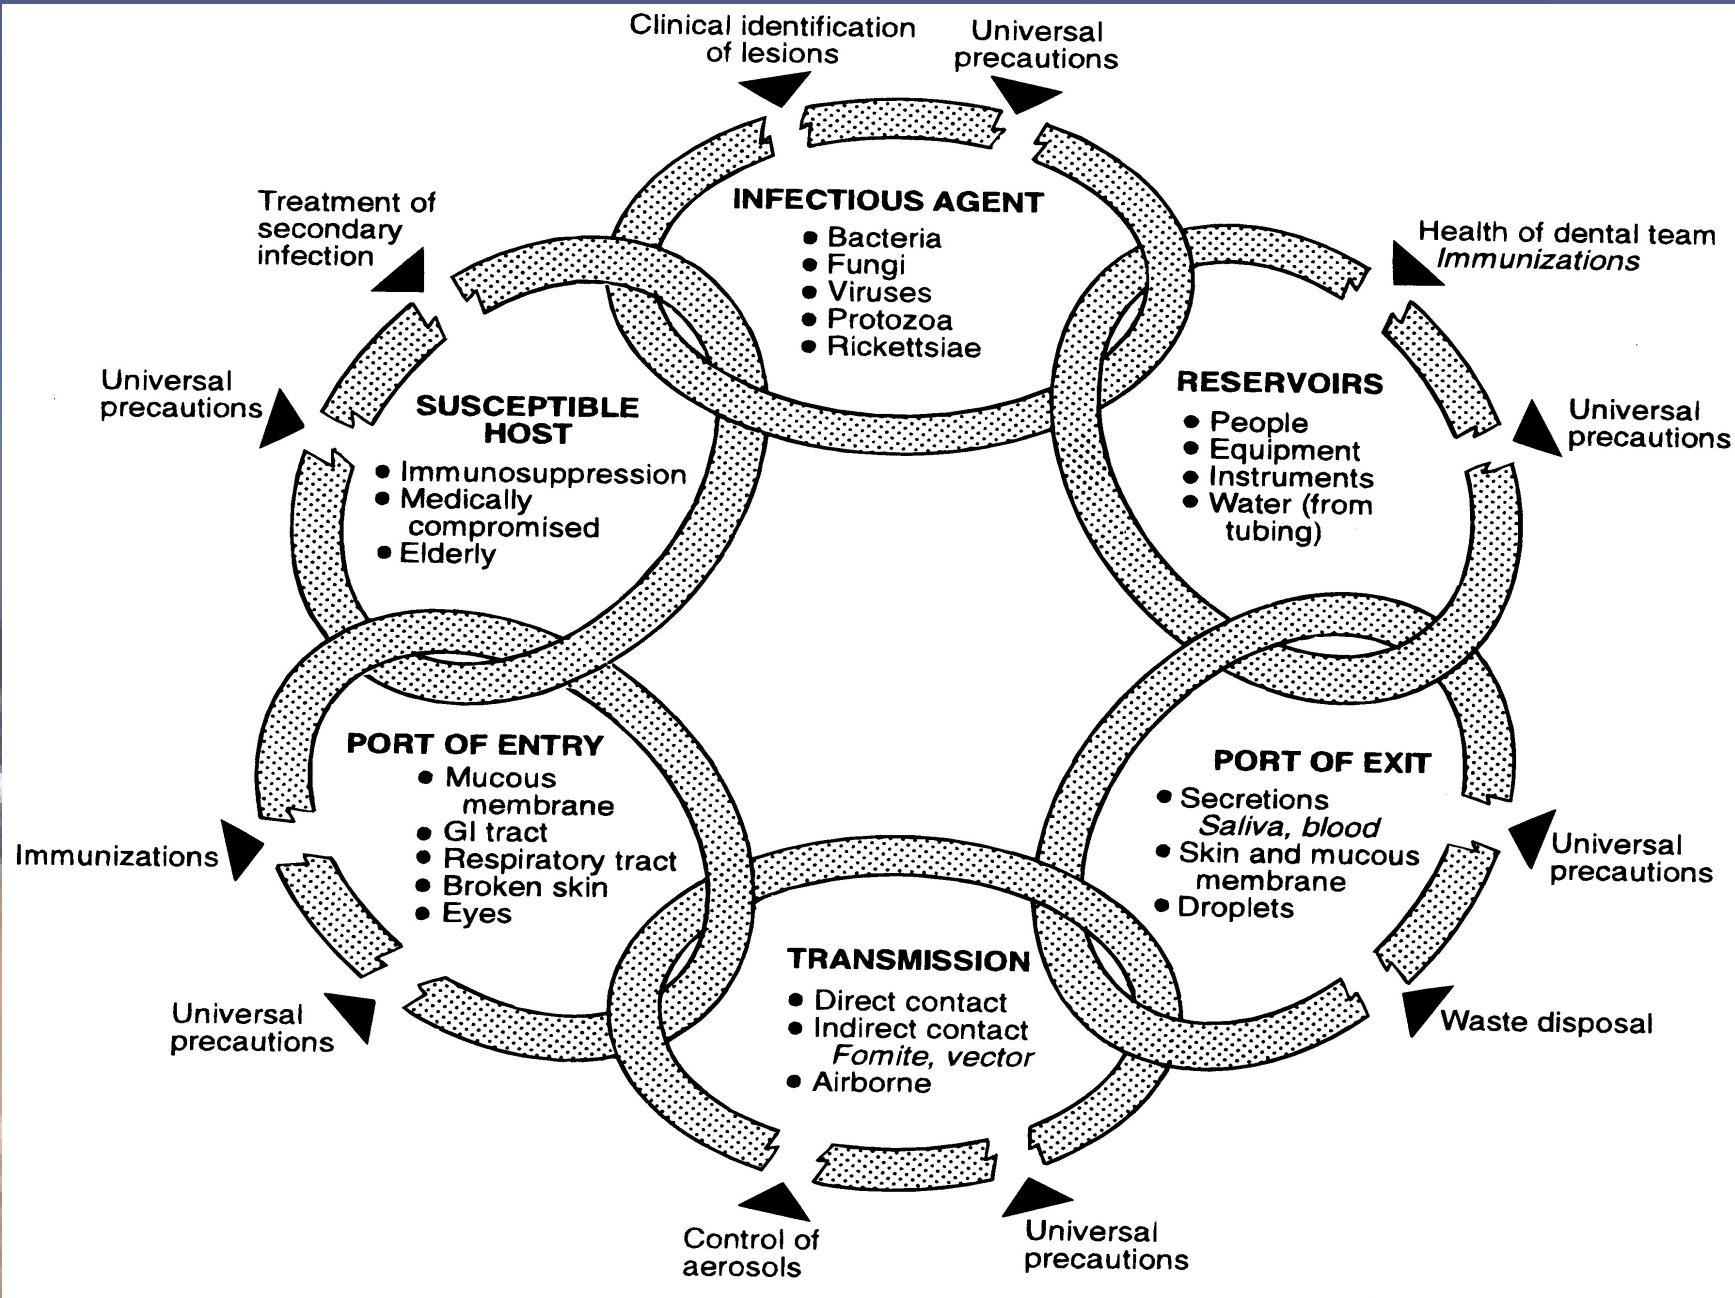 Clinical identification
of lesions
Universal
precautions
INFECTIOUS AGENT
● Bacteria
● Fungi
● Viruses
● Protozoa
● Rickettsiae
Health of dental team
Immunizations
Universal
precautions
RESERVOIRS
● People
● Equipment
● Instruments
● Water (from
tubing)
Universal
precautions
Waste disposal
PORT OF EXIT
● Secretions
Saliva, blood
● Skin and mucous
membrane
● Droplets
Universal
precautions
Control of
aerosols
TRANSMISSION
● Direct contact
● Indirect contact
Fomite, vector
● Airborne
Universal
precautions
Immunizations
PORT OF ENTRY
● Mucous
membrane
● GI tract
● Respiratory tract
● Broken skin
● Eyes
Universal
precautions
Treatment of
secondary
infection
SUSCEPTIBLE
HOST
● Immunosuppression
● Medically
compromised
● Elderly